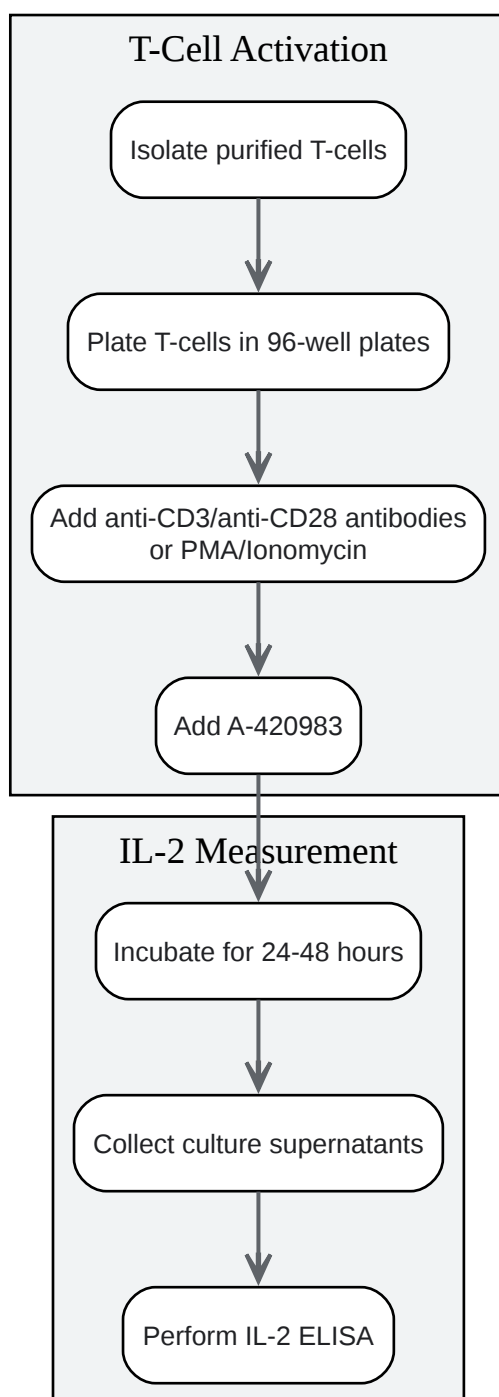 T-Cell Activation
Isolate purified T-cells
Plate T-cells in 96-well plates
Add anti-CD3/anti-CD28 antibodies
or PMA/Ionomycin
Add A-420983
IL-2 Measurement
Incubate for 24-48 hours
Collect culture supernatants
Perform IL-2 ELISA